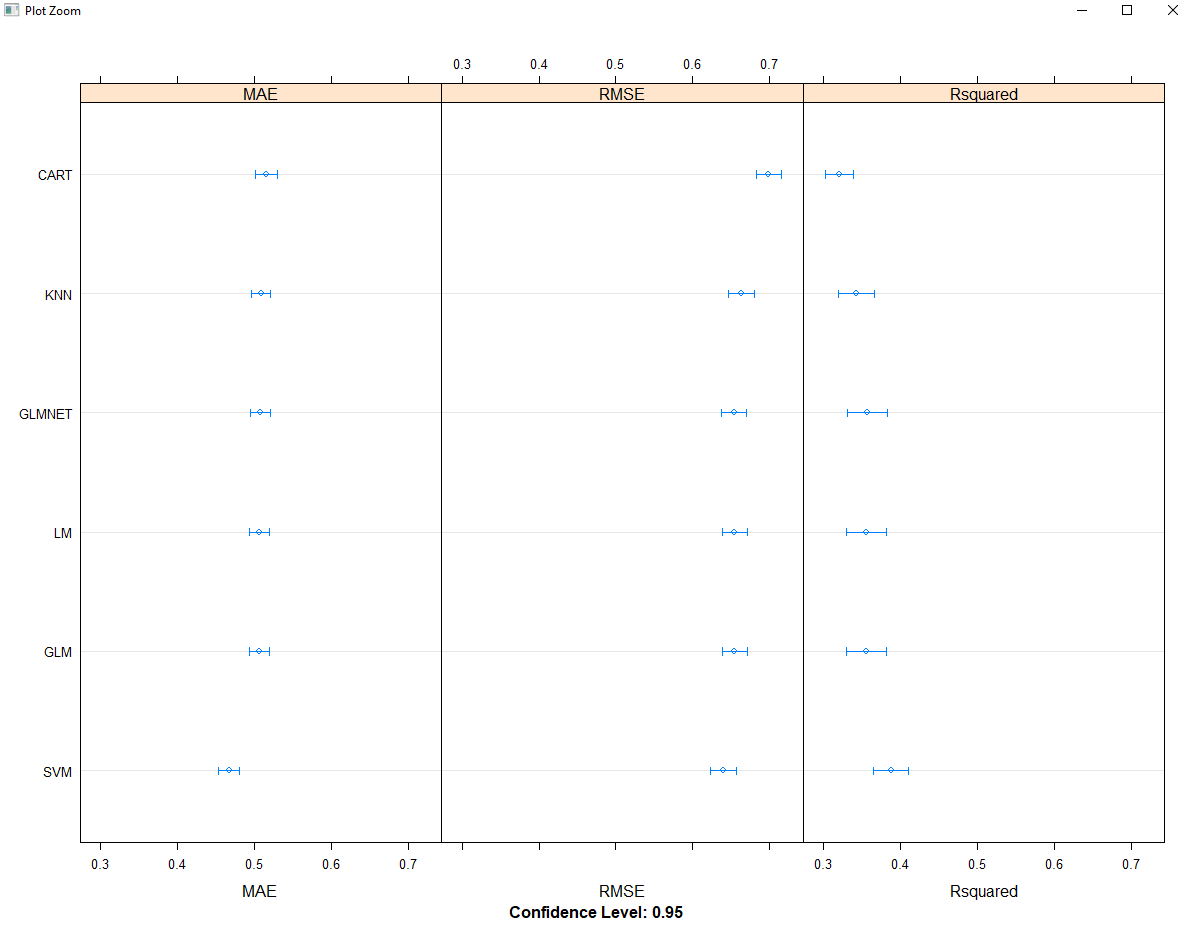 Plot Zoom
0.3 0.4 0.5 0.6 0.7
MAE RMSE Rsquared
CART
KNN
GLMNET
LM
GLM
SVM
0.3 0.4 0.5 0.6 0.7 0.3 0.4 0.5 0.6 0.7
MAE RMSE Rsquared
Confidence Level: 0.95